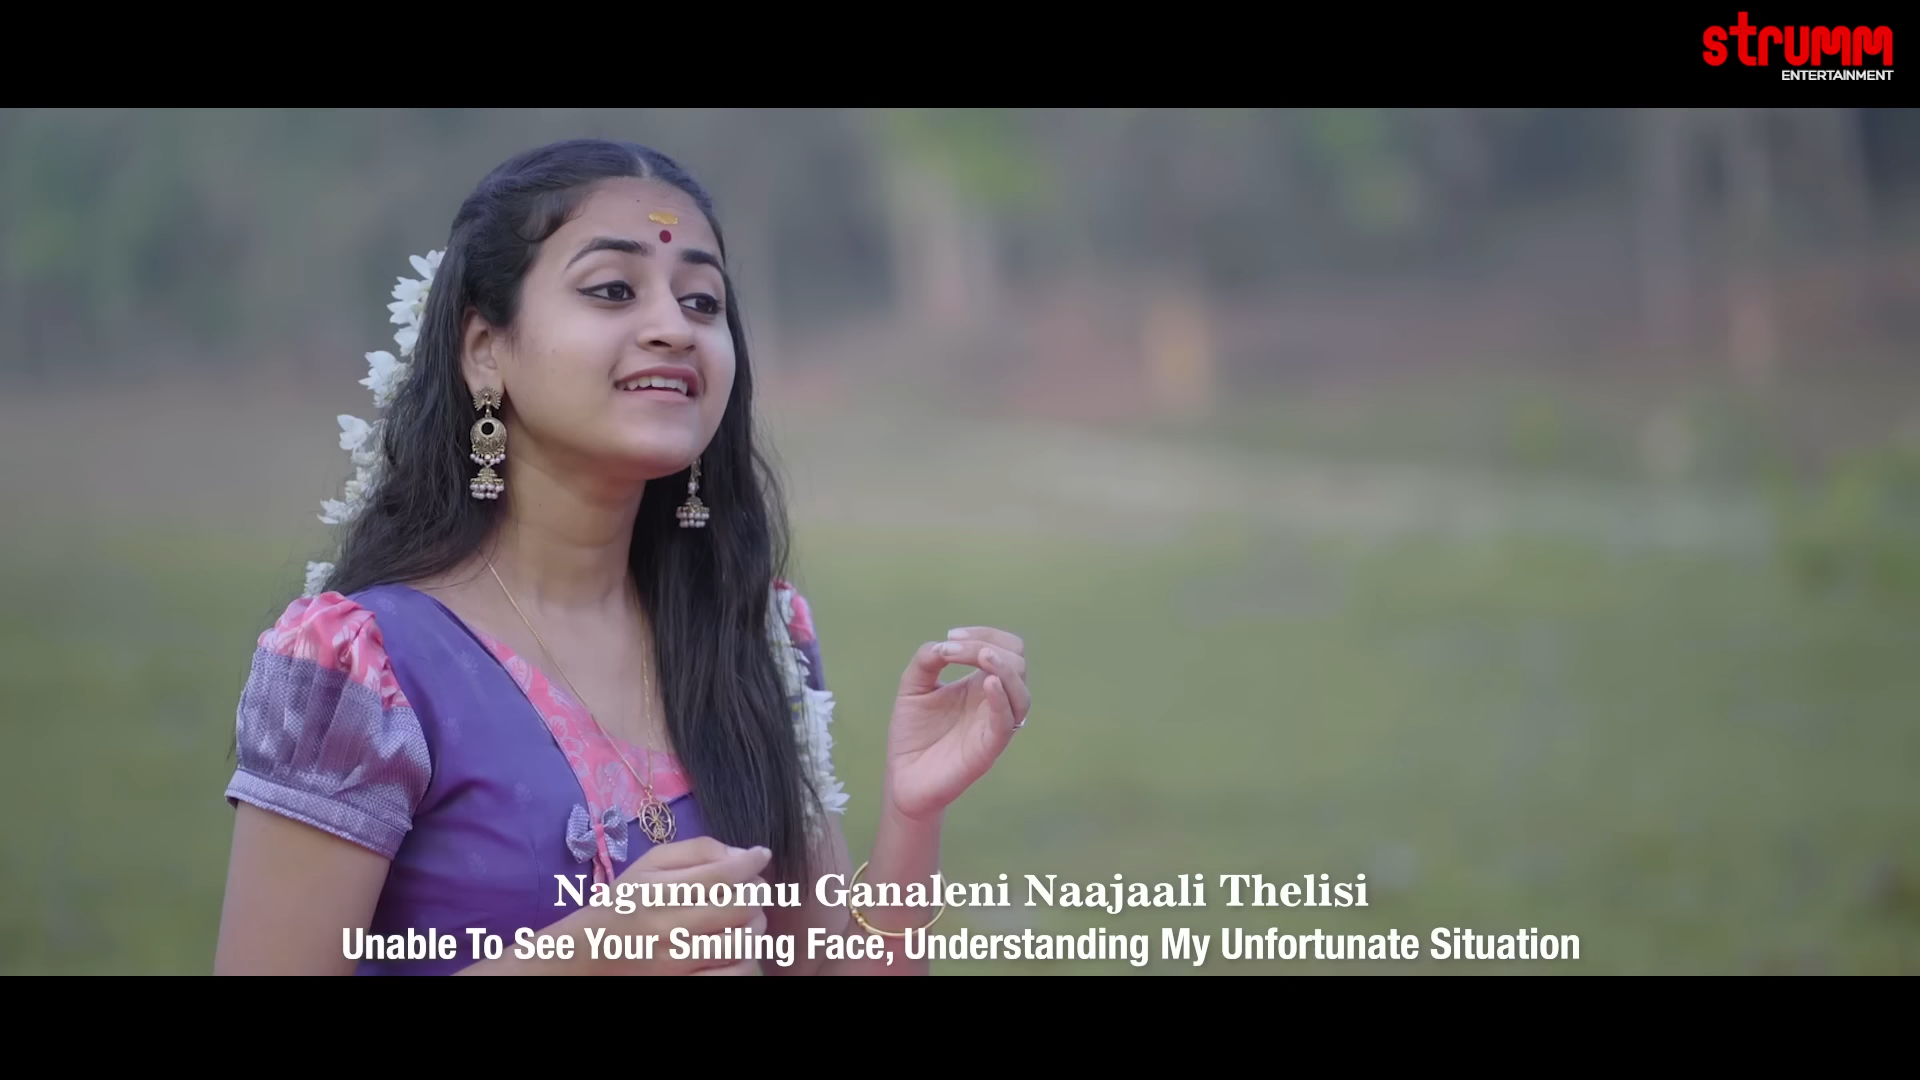 strumm
ENTERTAINMENT
Nagumomu Ganaleni Naajaali Thelisi
Unable To See Your Smiling Face, Understanding My Unfortunate Situation